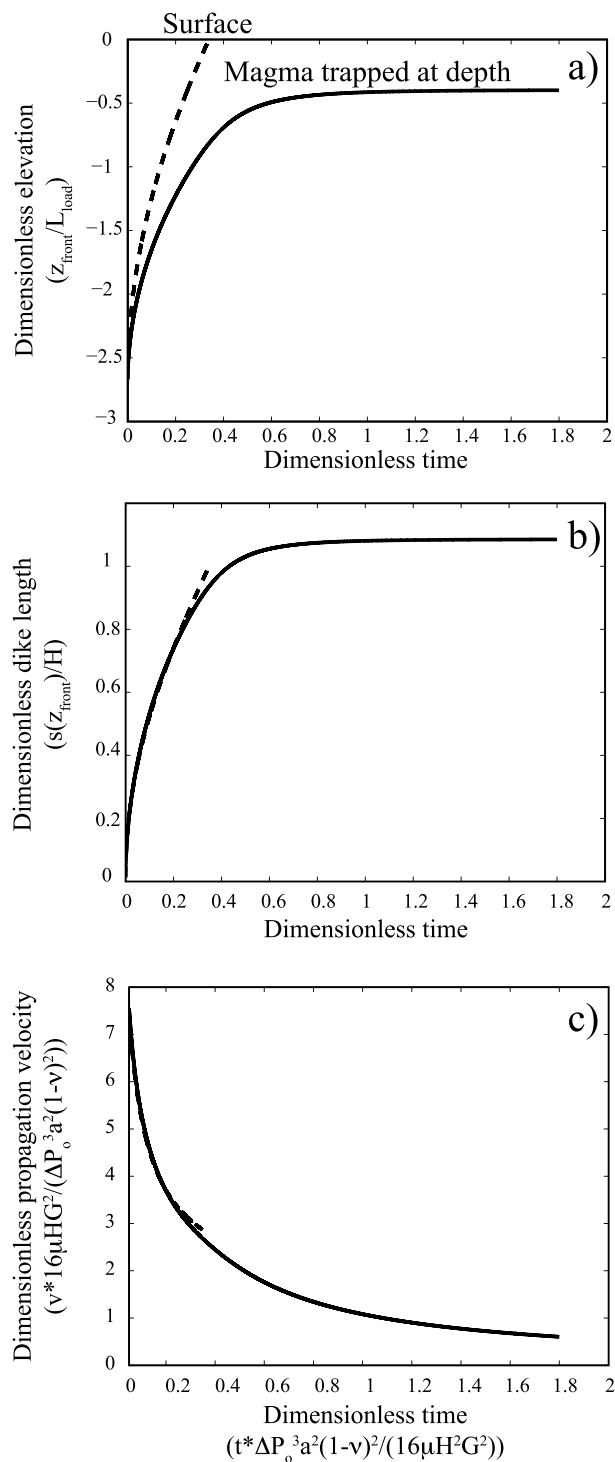 Surface
a)
Magma trapped at depth
0
−0.5
−1
−1.5
−2
−2.5
−3
Dimensionless elevation
(z_front/L_load)
0 0.2 0.4 0.6 0.8 1 1.2 1.4 1.6 1.8 2
Dimensionless time
b)
1
0.8
0.6
0.4
0.2
0
Dimensionless dike length
(s(z_front)/H)
0 0.2 0.4 0.6 0.8 1 1.2 1.4 1.6 1.8 2
Dimensionless time
c)
8
7
6
5
4
3
2
1
0
Dimensionless propagation velocity
(v*16μHG²/(ΔP_o³a²(1-ν)²))
0 0.2 0.4 0.6 0.8 1 1.2 1.4 1.6 1.8 2
Dimensionless time
(t*ΔP_o³a²(1-ν)²/(16μH²G²))